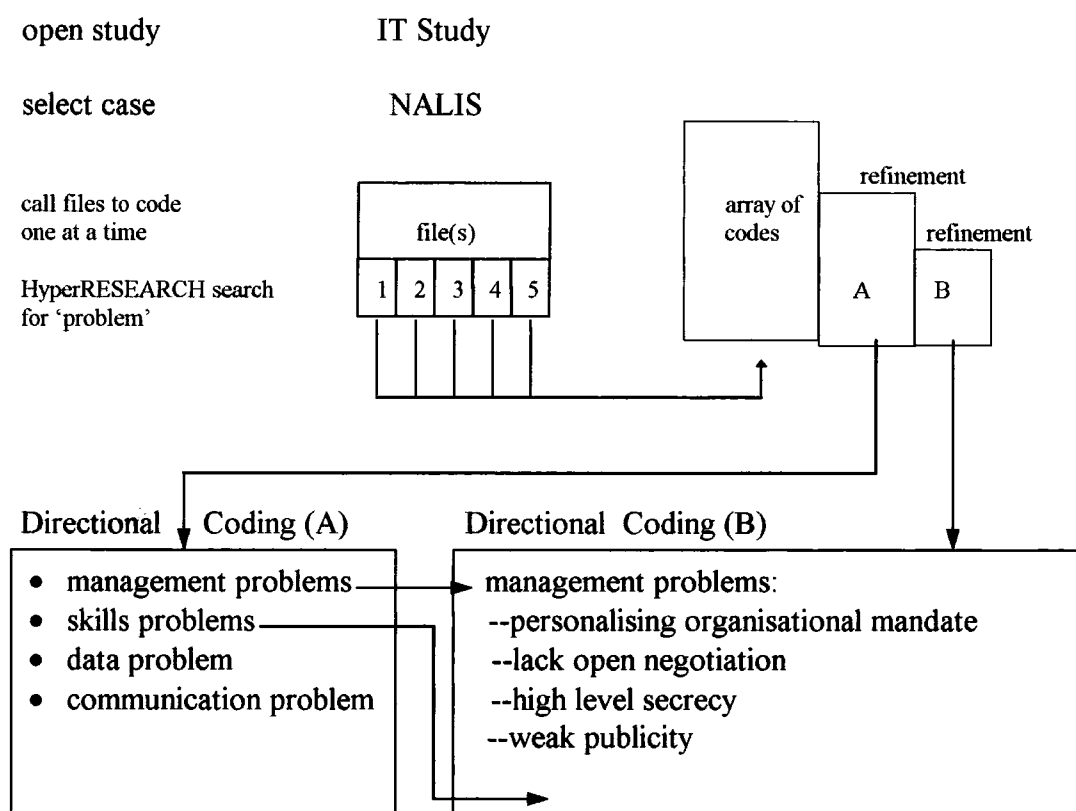 open study IT Study
select case NALIS
refinement
call files to code
one at a time
file(s)
array of
codes
refinement
HyperRESEARCH search
for ‘problem’
1 2 3 4 5
A B
Directional Coding (A) Directional Coding (B)
• management problems
• skills problems
• data problem
• communication problem
management problems:
--personalising organisational mandate
--lack open negotiation
--high level secrecy
--weak publicity